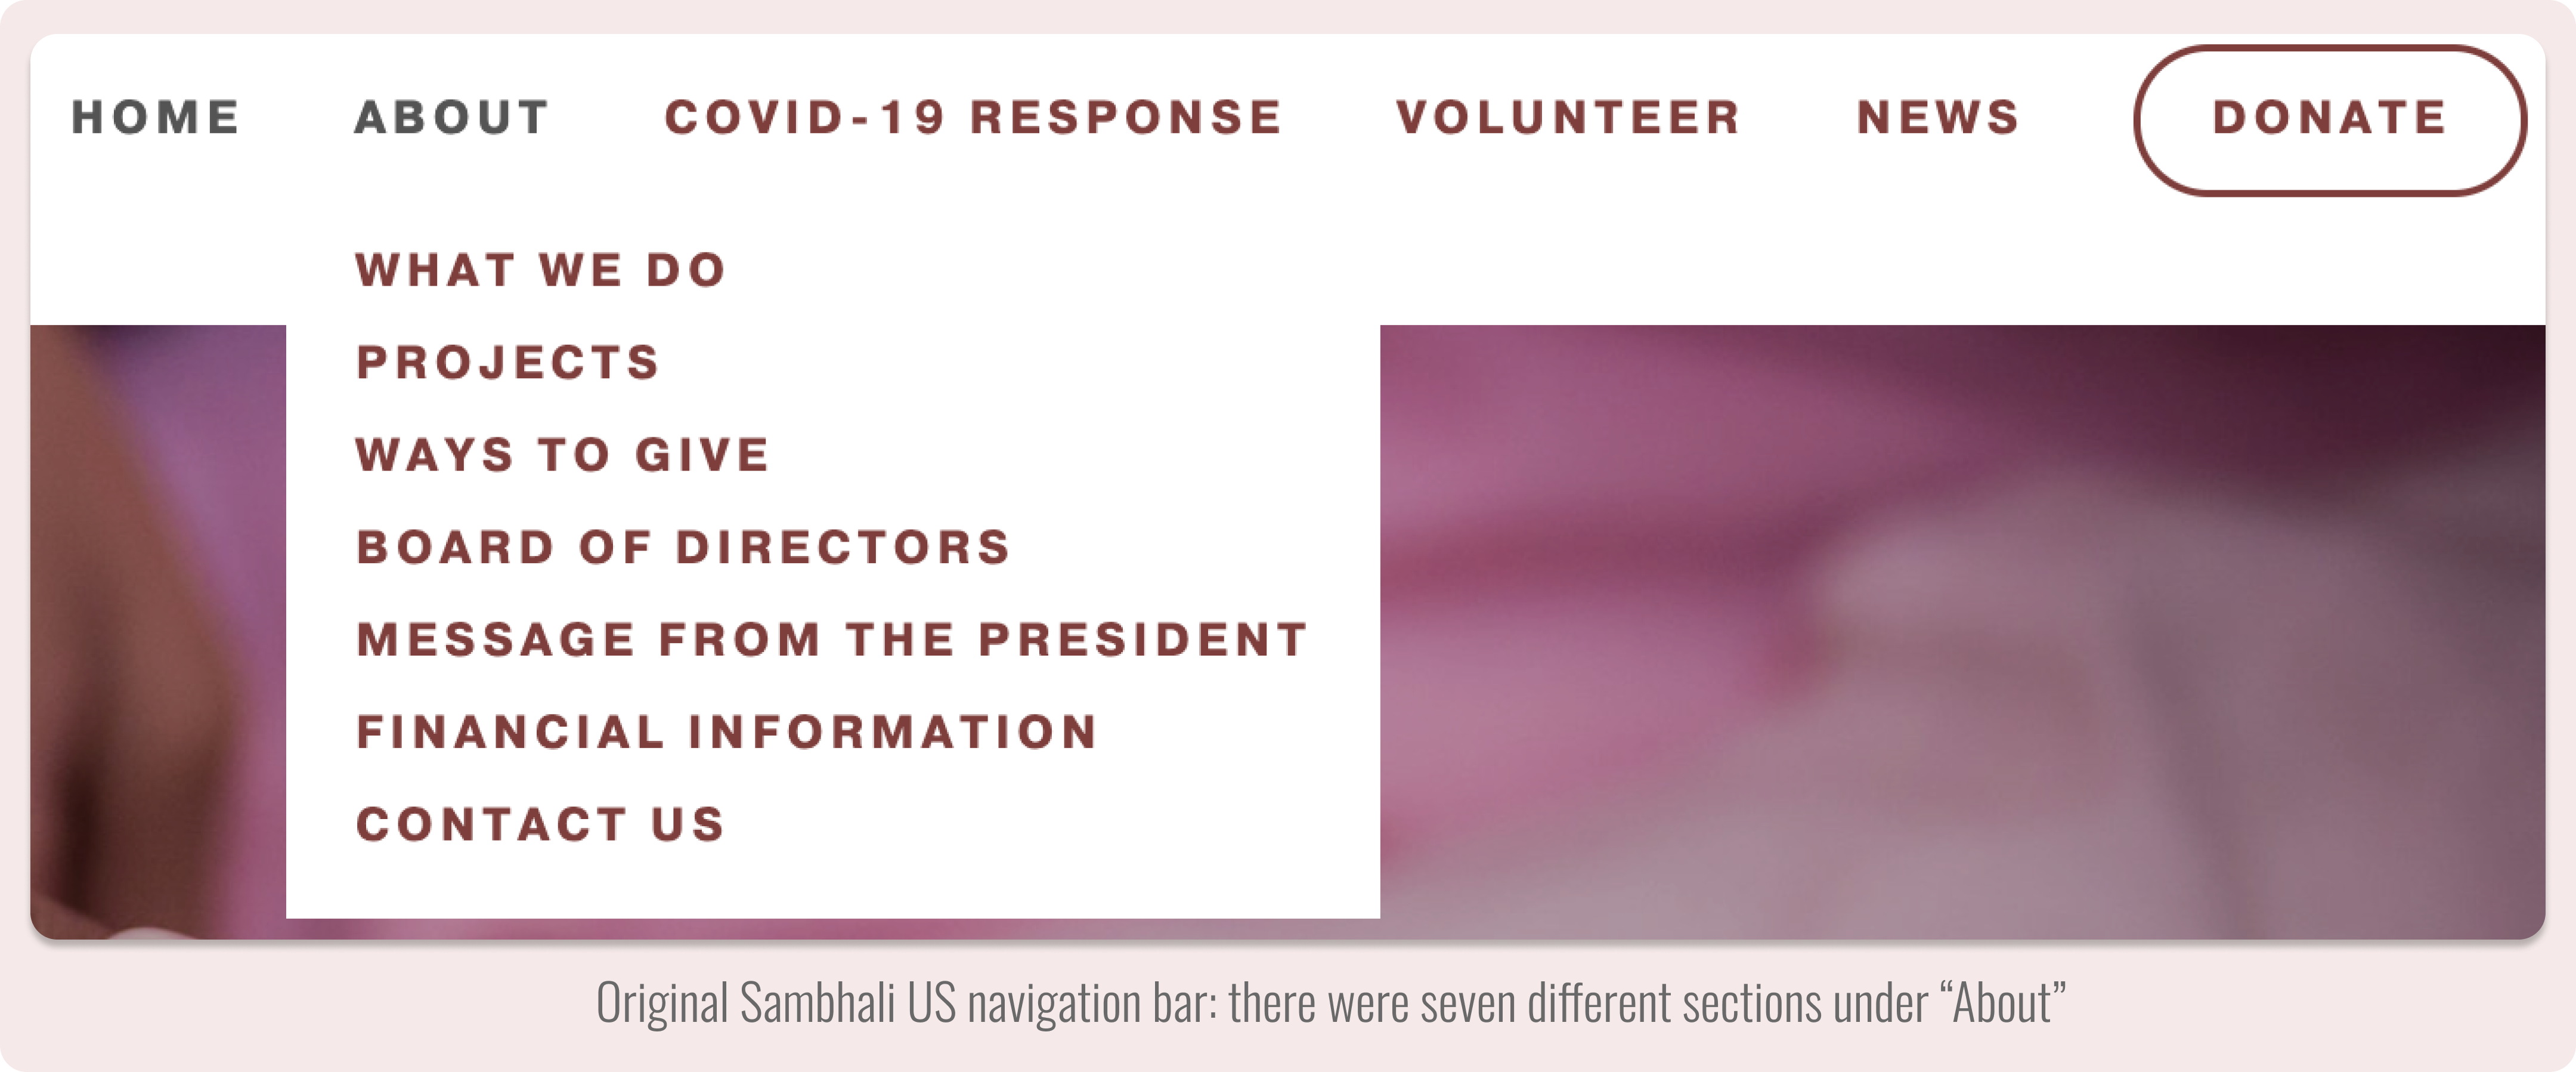 HOME ABOUT COVID-19 RESPONSE VOLUNTEER NEWS DONATE
WHAT WE DO
PROJECTS
WAYS TO GIVE
BOARD OF DIRECTORS
MESSAGE FROM THE PRESIDENT
FINANCIAL INFORMATION
CONTACT US
Original Sambhali US navigation bar: there were seven different sections under “About”